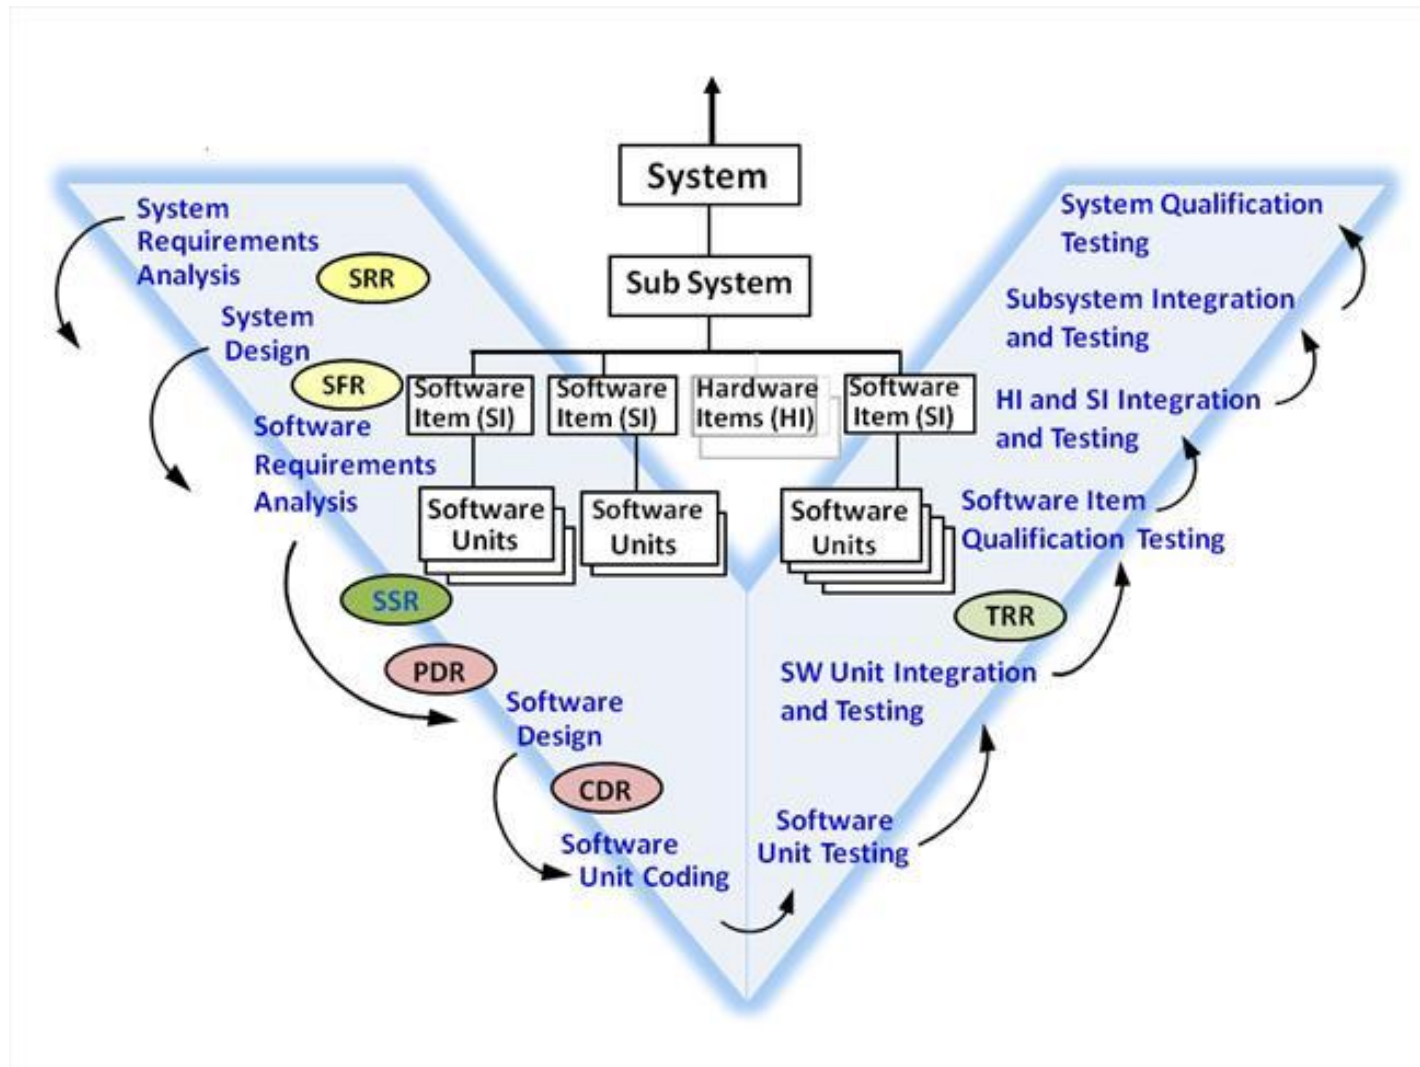 System
Sub System
Software
Item (SI)
Software
Item (SI)
Hardware
Items (HI)
Software
Item (SI)
Software
Units
Software
Units
Software
Units
System
Requirements
Analysis
SRR
System
Design
SFR
Software
Requirements
Analysis
SSR
PDR
Software
Design
CDR
Software
Unit Coding
Software
Unit Testing
SW Unit Integration
and Testing
TRR
Software Item
Qualification Testing
HI and SI Integration
and Testing
Subsystem Integration
and Testing
System Qualification
Testing